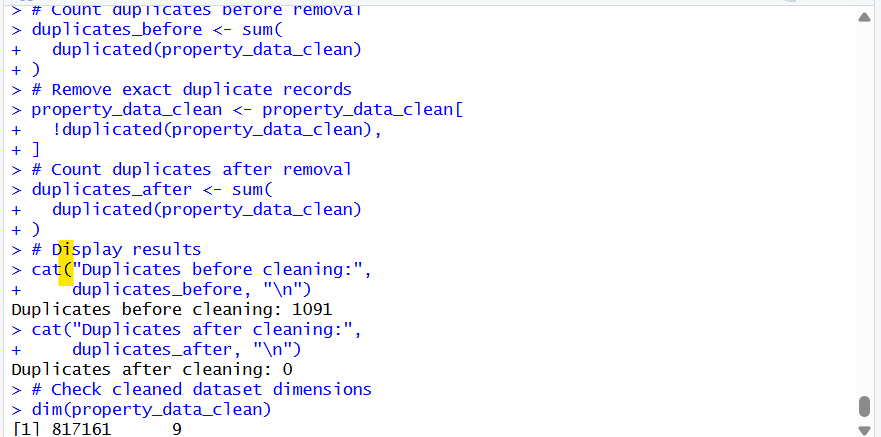 > # Count duplicates before removal
> duplicates_before <- sum(
+   duplicated(property_data_clean)
+ )
> # Remove exact duplicate records
> property_data_clean <- property_data_clean[
+   !duplicated(property_data_clean),
+ ]
> # Count duplicates after removal
> duplicates_after <- sum(
+   duplicated(property_data_clean)
+ )
> # Display results
> cat("Duplicates before cleaning:",
+     duplicates_before, "\n")
Duplicates before cleaning: 1091
> cat("Duplicates after cleaning:",
+     duplicates_after, "\n")
Duplicates after cleaning: 0
> # Check cleaned dataset dimensions
> dim(property_data_clean)
[1] 817161      9